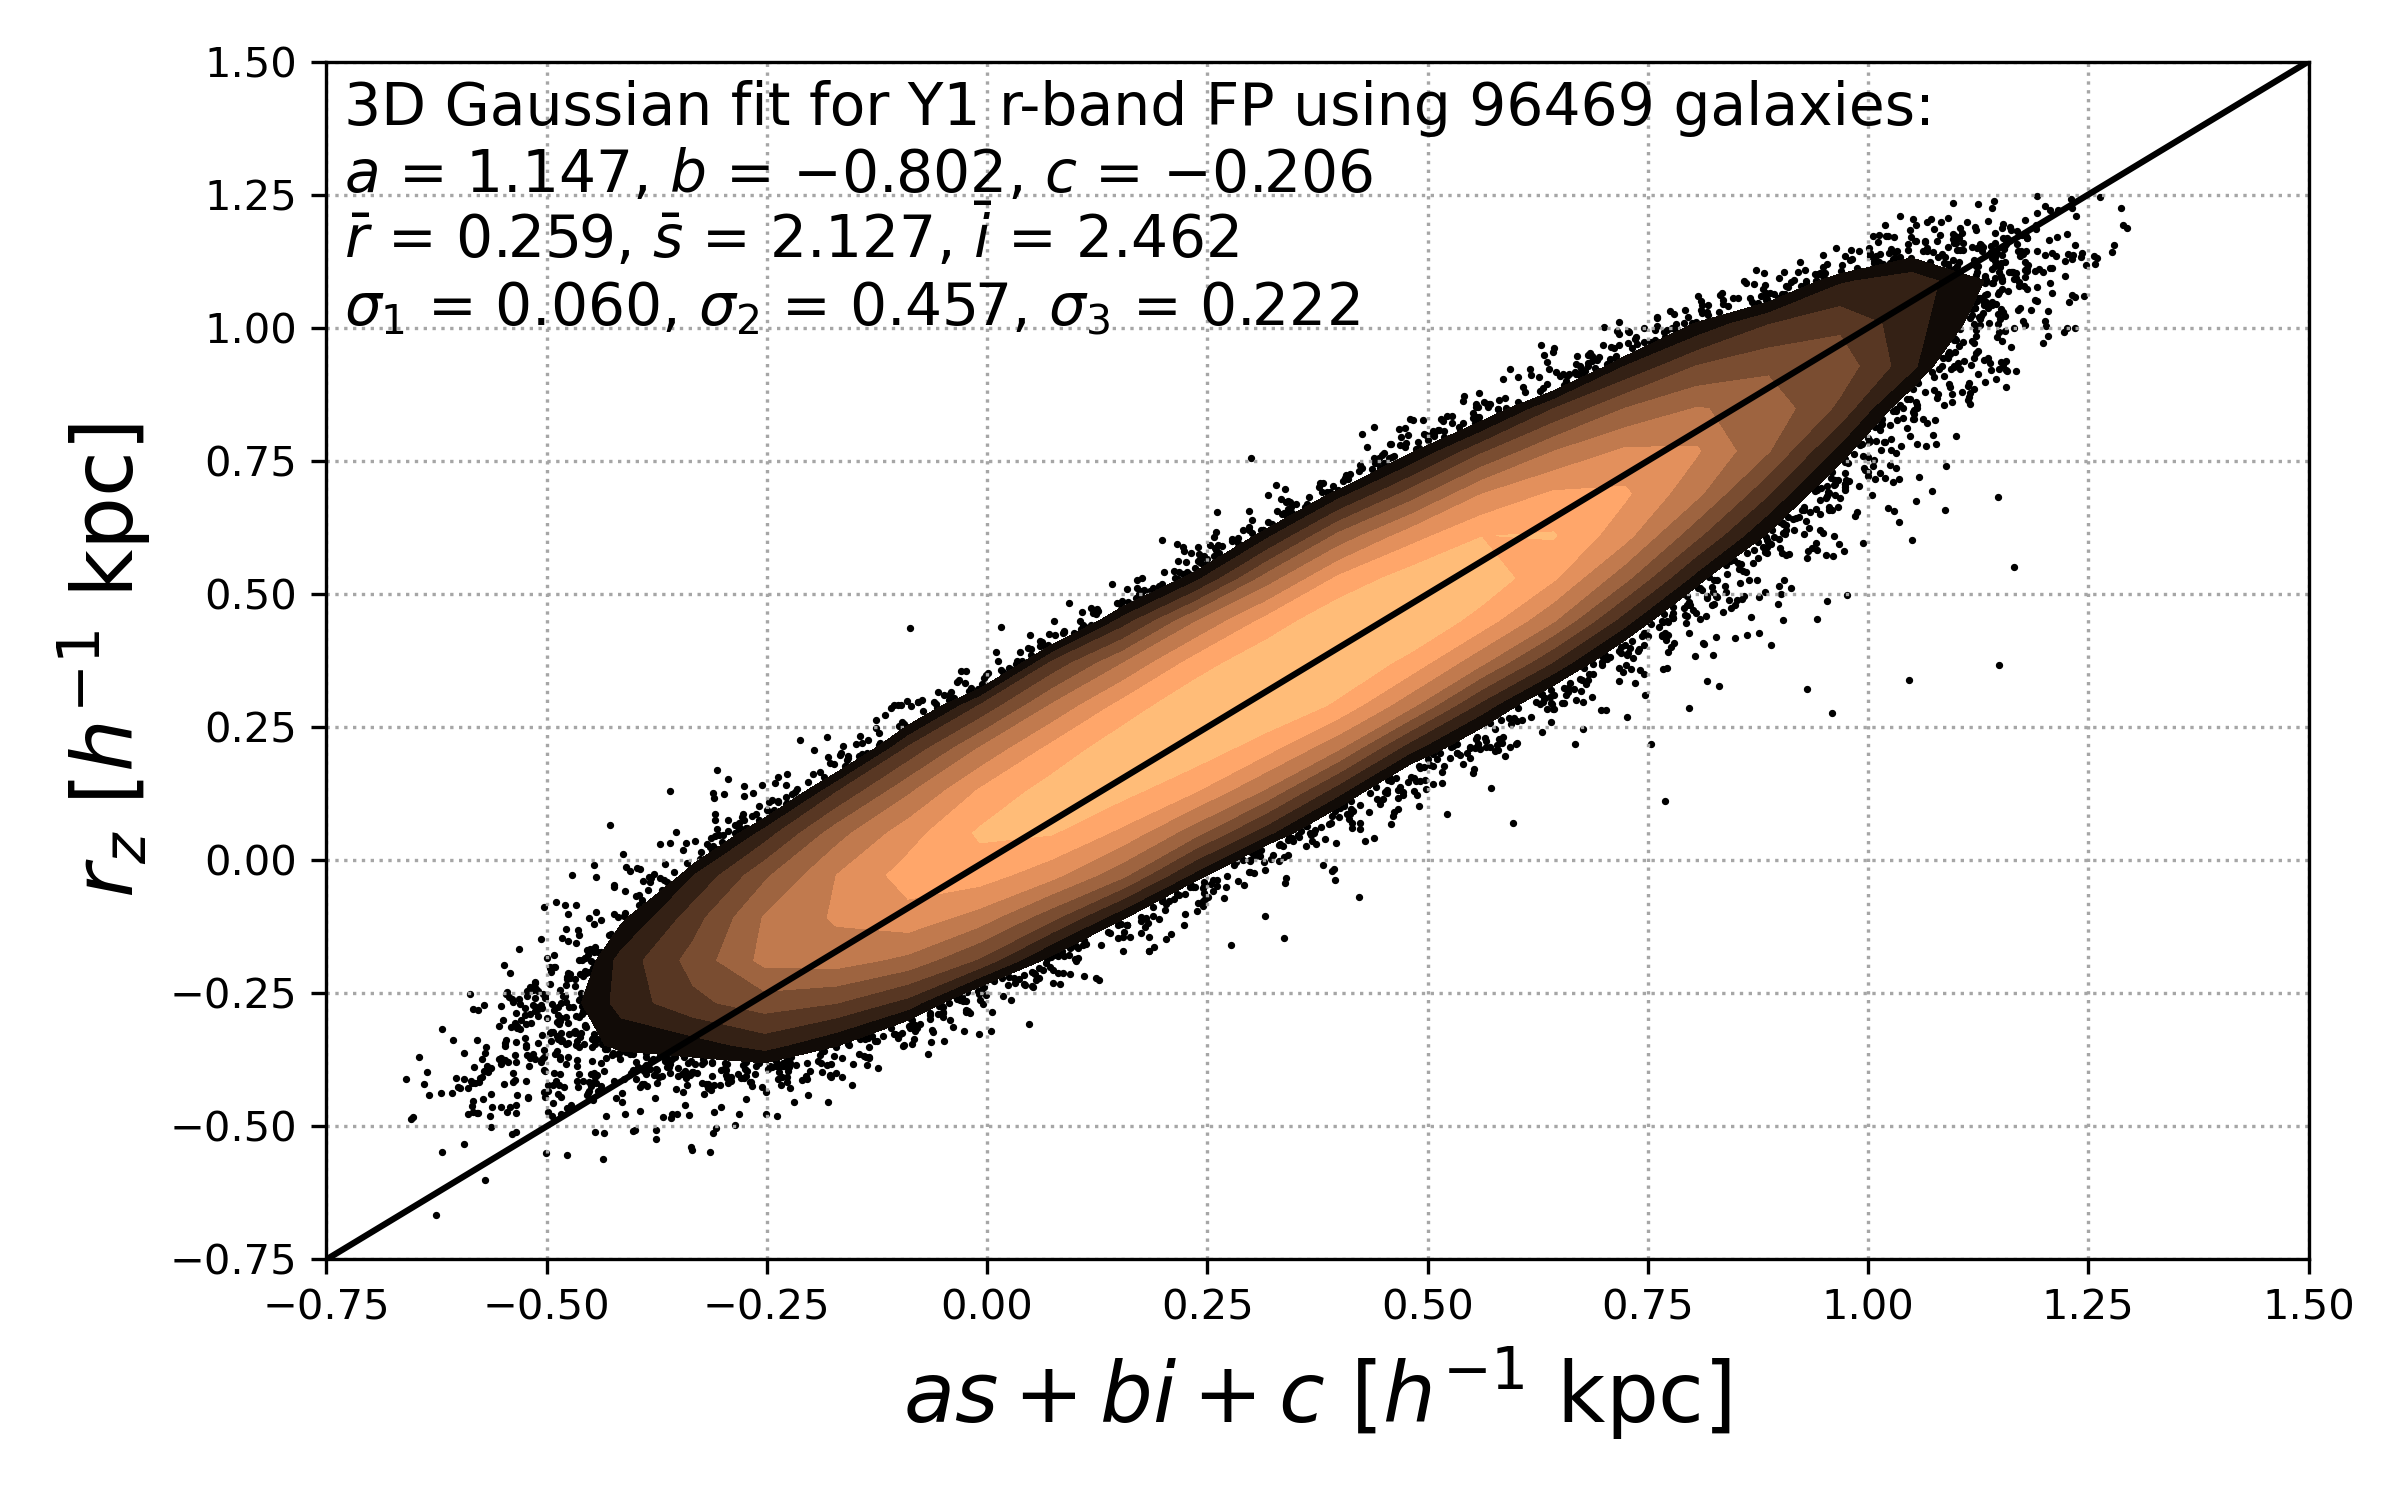 3D Gaussian fit for Y1 r-band FP using 96469 galaxies:
a = 1.147, b = −0.802, c = −0.206
r̄ = 0.259, s̄ = 2.127, ī = 2.462
σ₁ = 0.060, σ₂ = 0.457, σ₃ = 0.222
1.50
1.25
1.00
0.75
0.50
0.25
0.00
−0.25
−0.50
−0.75
r_z [h⁻¹ kpc]
−0.75 −0.50 −0.25 0.00 0.25 0.50 0.75 1.00 1.25 1.50
as + bi + c [h⁻¹ kpc]